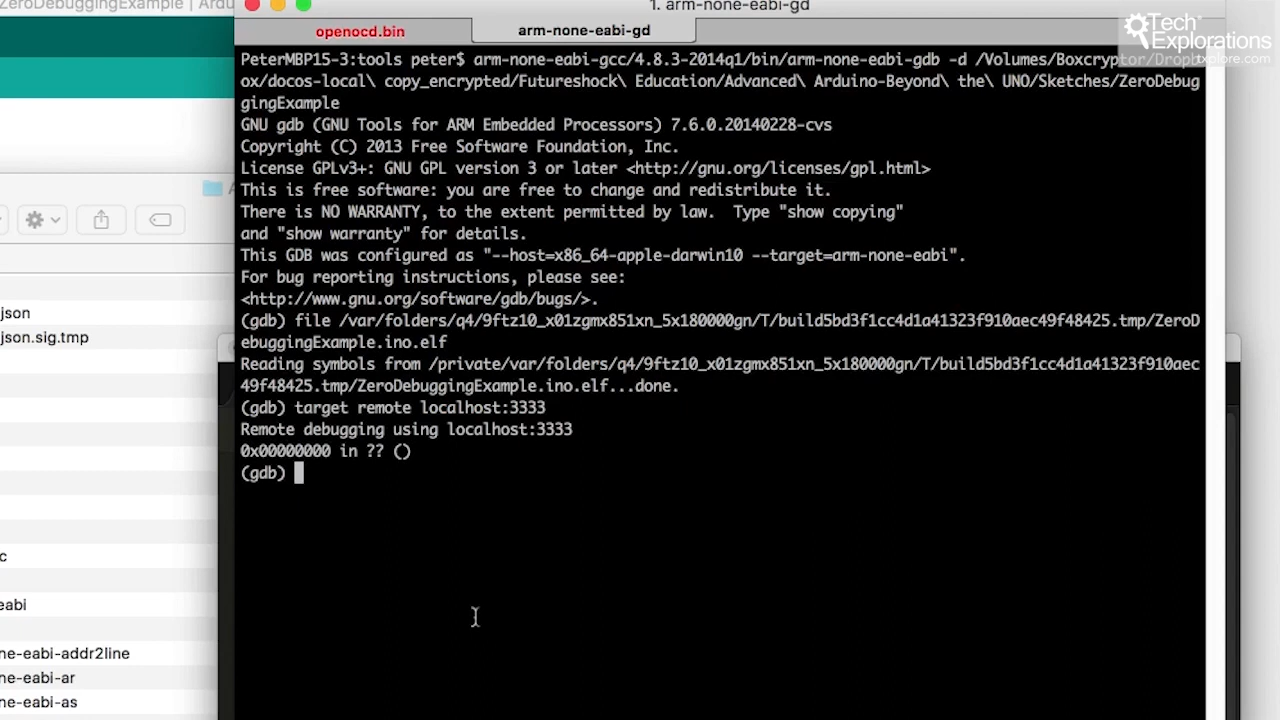 ZeroDebuggingExample | Ardu
1. arm-none-eabi-gd
openocd.bin
arm-none-eabi-gd
Tech
Explorations
txplore.com
PeterMBP15-3:tools peter$ arm-none-eabi-gcc/4.8.3-2014q1/bin/arm-none-eabi-gdb -d /Volumes/Boxcryptor/Dropb
ox/docos-local\ copy_encrypted/Futureshock\ Education/Advanced\ Arduino-Beyond\ the\ UNO/Sketches/ZeroDebug
gingExample
GNU gdb (GNU Tools for ARM Embedded Processors) 7.6.0.20140228-cvs
Copyright (C) 2013 Free Software Foundation, Inc.
License GPLv3+: GNU GPL version 3 or later <http://gnu.org/licenses/gpl.html>
This is free software: you are free to change and redistribute it.
There is NO WARRANTY, to the extent permitted by law.  Type "show copying"
and "show warranty" for details.
This GDB was configured as "--host=x86_64-apple-darwin10 --target=arm-none-eabi".
For bug reporting instructions, please see:
<http://www.gnu.org/software/gdb/bugs/>.
(gdb) file /var/folders/q4/9ftz10_x01zgmx851xn_5x180000gn/T/build5bd3f1cc4d1a41323f910aec49f48425.tmp/ZeroD
ebuggingExample.ino.elf
Reading symbols from /private/var/folders/q4/9ftz10_x01zgmx851xn_5x180000gn/T/build5bd3f1cc4d1a41323f910aec
49f48425.tmp/ZeroDebuggingExample.ino.elf...done.
(gdb) target remote localhost:3333
Remote debugging using localhost:3333
0x00000000 in ?? ()
(gdb)
json
json.sig.tmp
c
eabi
ne-eabi-addr2line
ne-eabi-ar
ne-eabi-as